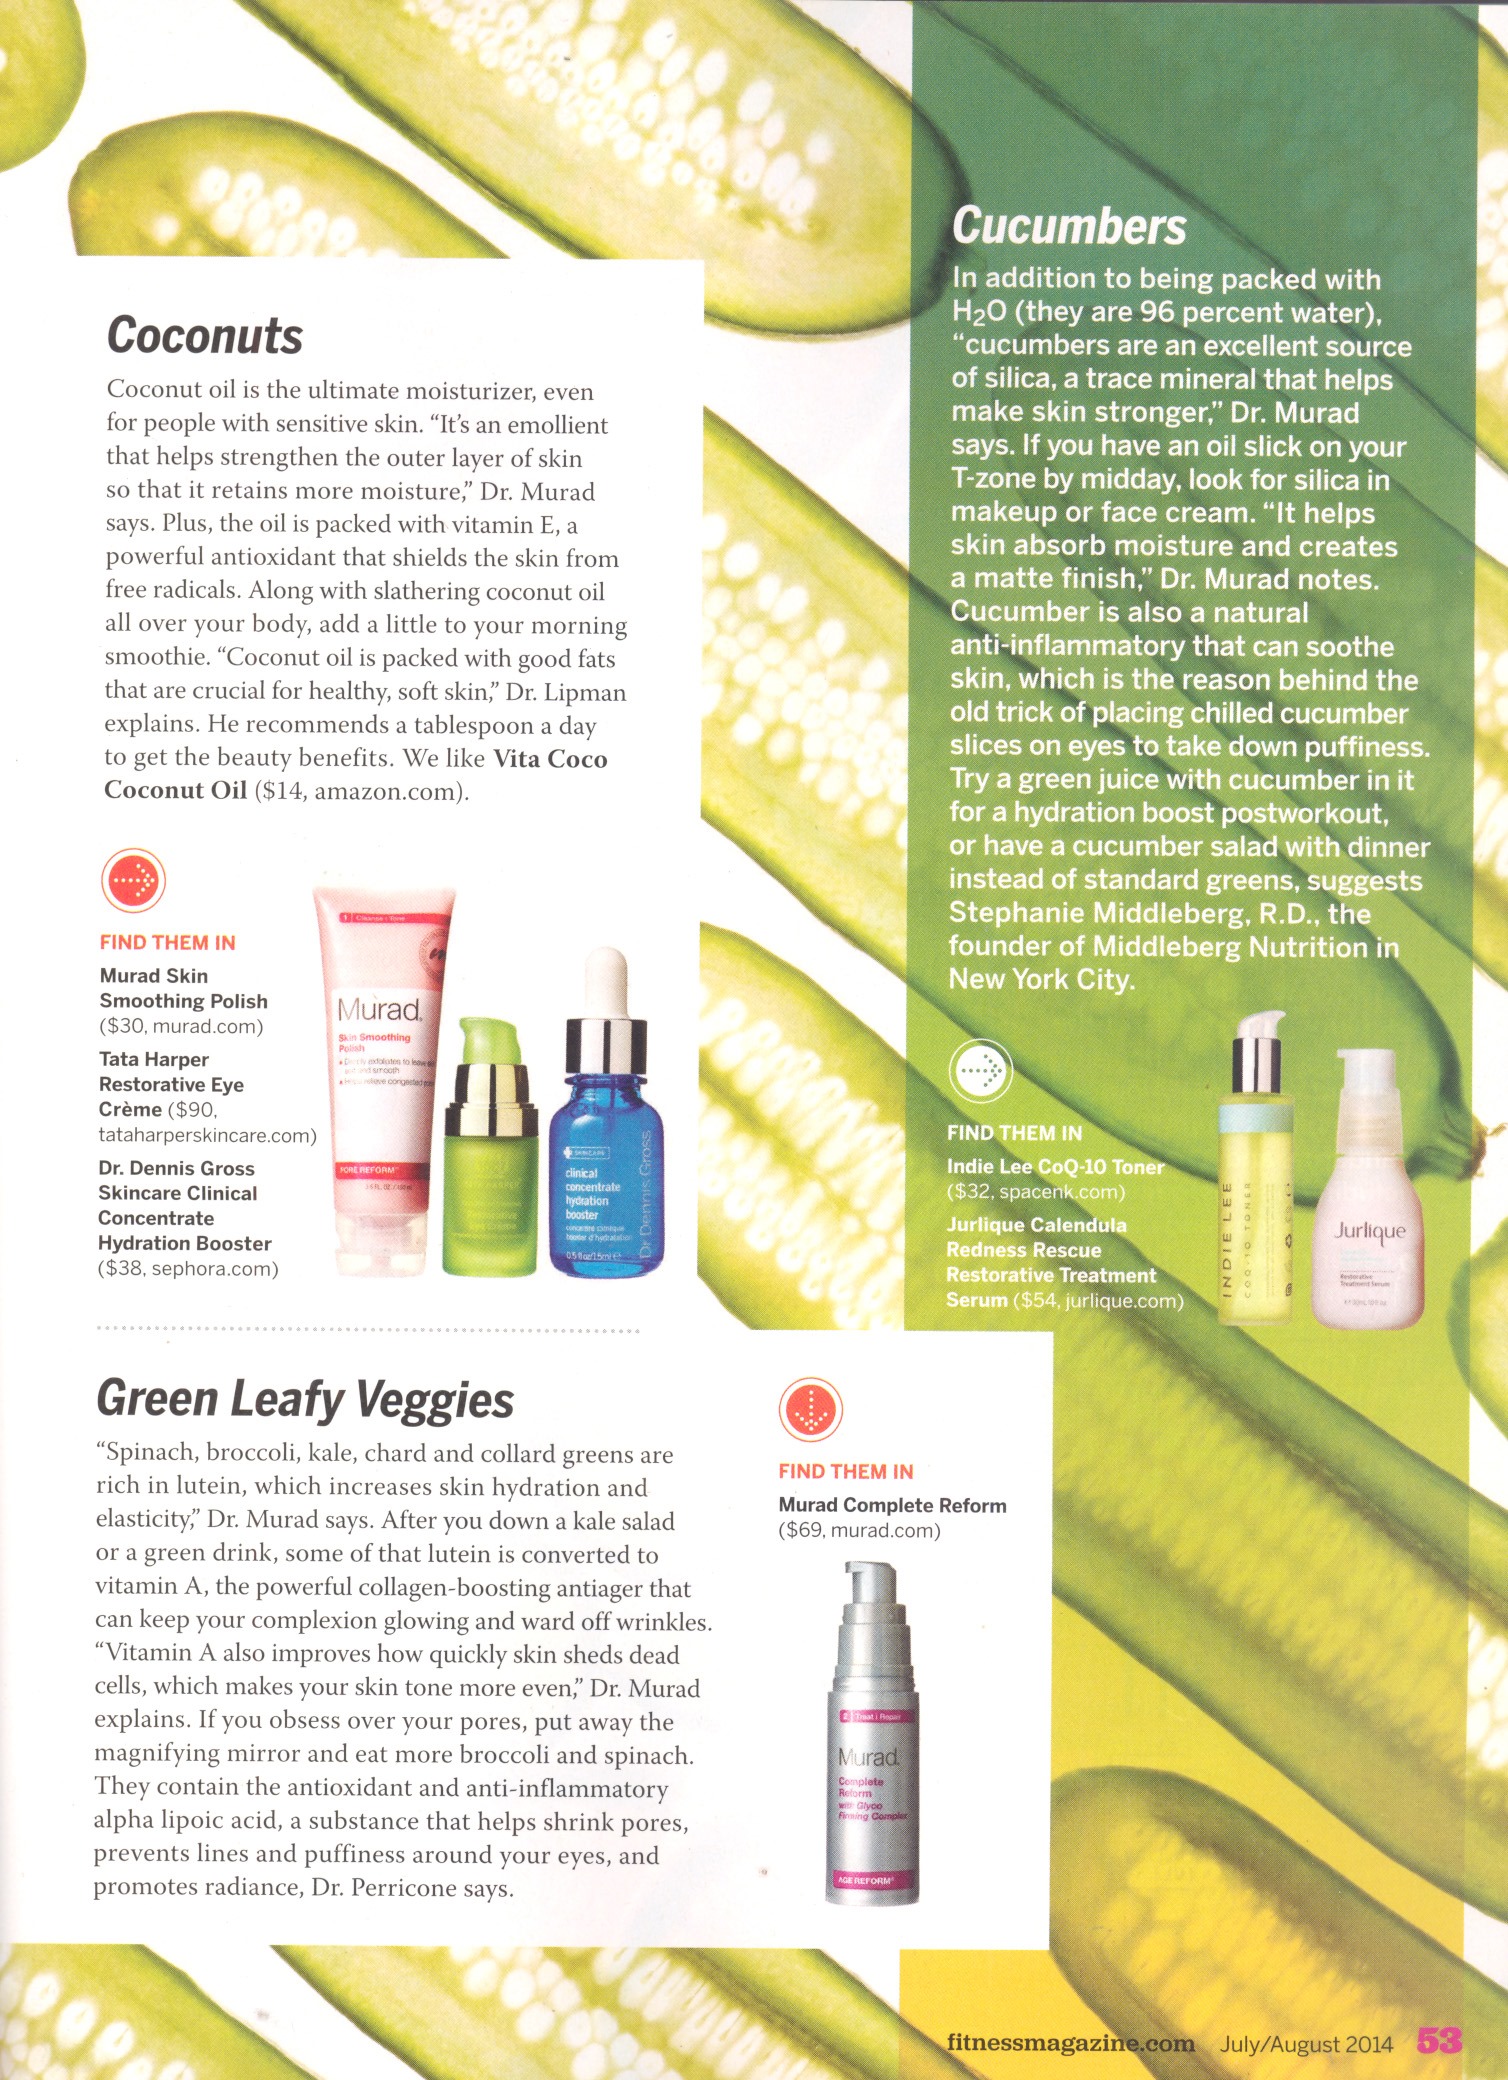 Coconuts
Coconut oil is the ultimate moisturizer, even
for people with sensitive skin. “It’s an emollient
that helps strengthen the outer layer of skin
so that it retains more moisture,” Dr. Murad
says. Plus, the oil is packed with vitamin E, a
powerful antioxidant that shields the skin from
free radicals. Along with slathering coconut oil
all over your body, add a little to your morning
smoothie. “Coconut oil is packed with good fats
that are crucial for healthy, soft skin,” Dr. Lipman
explains. He recommends a tablespoon a day
to get the beauty benefits. We like Vita Coco
Coconut Oil ($14, amazon.com).
FIND THEM IN
Murad Skin
Smoothing Polish
($30, murad.com)
Tata Harper
Restorative Eye
Crème ($90,
tataharperskincare.com)
Dr. Dennis Gross
Skincare Clinical
Concentrate
Hydration Booster
($38, sephora.com)
1 Cleanse | Tone
Murad.
Skin Smoothing
Polish
PORE REFORM™
SKINCARE
clinical
concentrate
hydration
booster
Dr Dennis Gross
Green Leafy Veggies
“Spinach, broccoli, kale, chard and collard greens are
rich in lutein, which increases skin hydration and
elasticity,” Dr. Murad says. After you down a kale salad
or a green drink, some of that lutein is converted to
vitamin A, the powerful collagen-boosting antiager that
can keep your complexion glowing and ward off wrinkles.
“Vitamin A also improves how quickly skin sheds dead
cells, which makes your skin tone more even,” Dr. Murad
explains. If you obsess over your pores, put away the
magnifying mirror and eat more broccoli and spinach.
They contain the antioxidant and anti-inflammatory
alpha lipoic acid, a substance that helps shrink pores,
prevents lines and puffiness around your eyes, and
promotes radiance, Dr. Perricone says.
FIND THEM IN
Murad Complete Reform
($69, murad.com)
2 Treat | Repair
Murad.
Complete
Reform
with Glyco
Firming Complex
AGE REFORM®
Cucumbers
In addition to being packed with
H2O (they are 96 percent water),
“cucumbers are an excellent source
of silica, a trace mineral that helps
make skin stronger,” Dr. Murad
says. If you have an oil slick on your
T-zone by midday, look for silica in
makeup or face cream. “It helps
skin absorb moisture and creates
a matte finish,” Dr. Murad notes.
Cucumber is also a natural
anti-inflammatory that can soothe
skin, which is the reason behind the
old trick of placing chilled cucumber
slices on eyes to take down puffiness.
Try a green juice with cucumber in it
for a hydration boost postworkout,
or have a cucumber salad with dinner
instead of standard greens, suggests
Stephanie Middleberg, R.D., the
founder of Middleberg Nutrition in
New York City.
FIND THEM IN
Indie Lee CoQ-10 Toner
($32, spacenk.com)
Jurlique Calendula
Redness Rescue
Restorative Treatment
Serum ($54, jurlique.com)
INDIE LEE
COQ-10 TONER
Jurlique
Restorative
Treatment Serum
fitnessmagazine.com July/August 2014 53